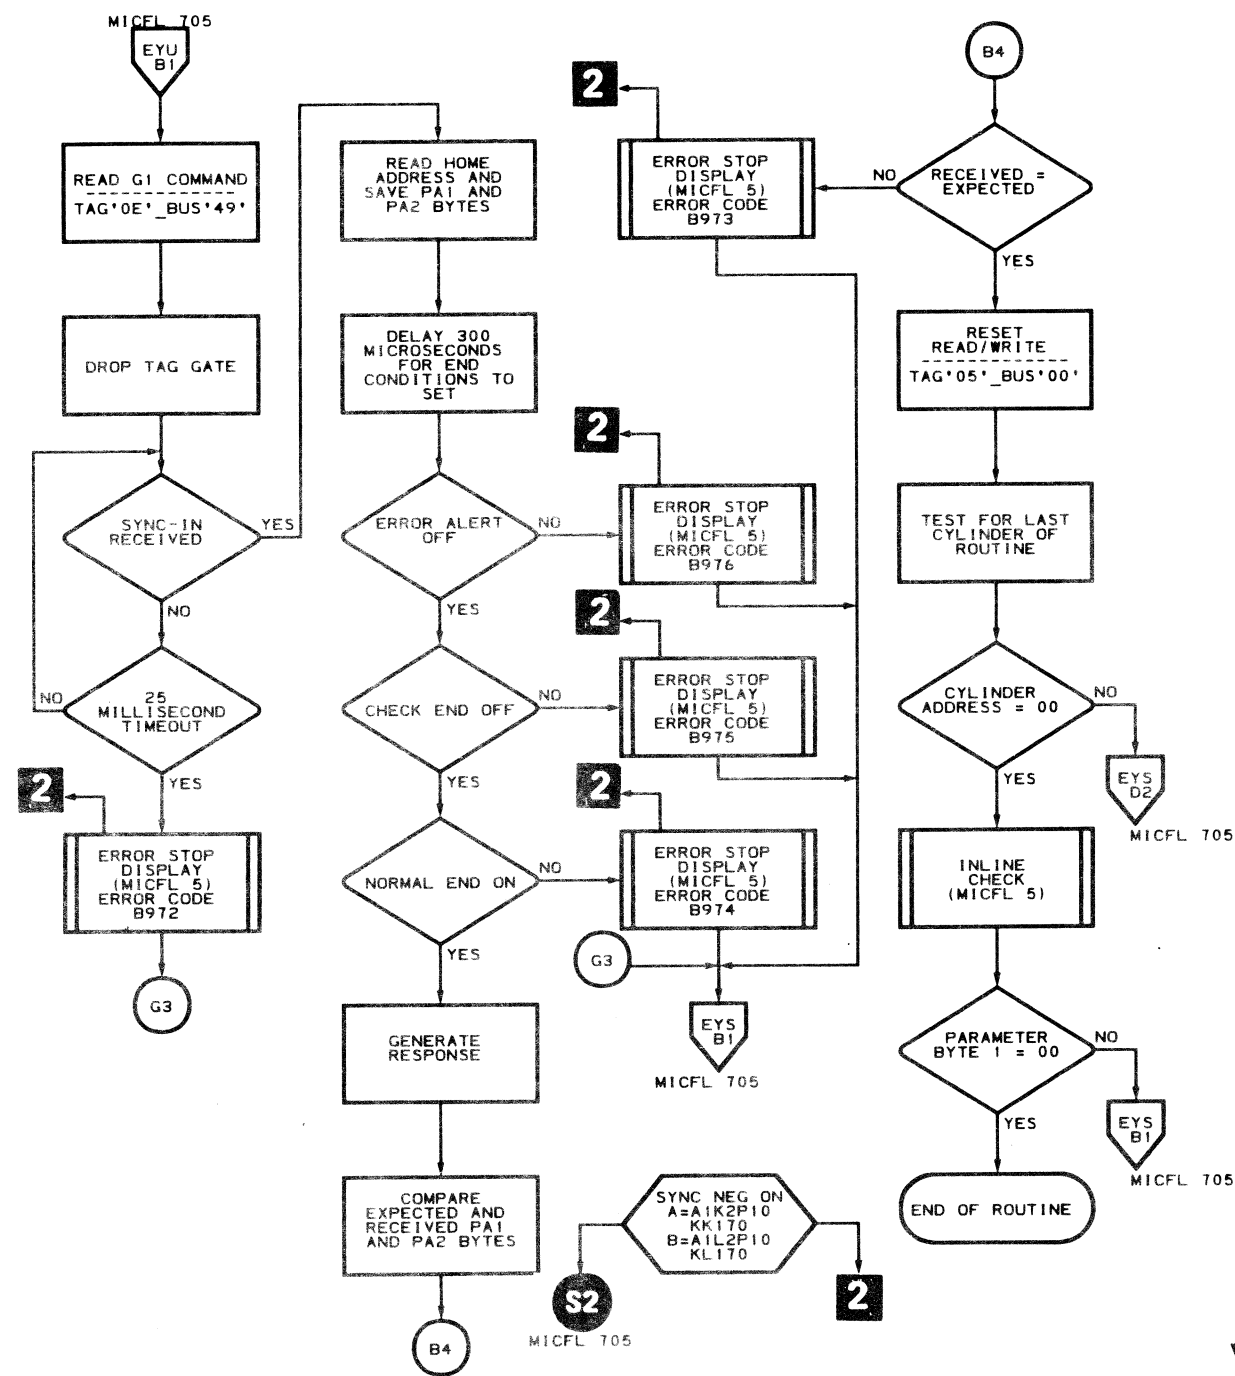 MICFL 705
EYU
B1
READ G1 COMMAND
TAG'0E'_BUS'49'
DROP TAG GATE
SYNC-IN
RECEIVED
YES
NO
25
MILLISECOND
TIMEOUT
NO
YES
2
ERROR STOP
DISPLAY
(MICFL 5)
ERROR CODE
B972
G3
READ HOME
ADDRESS AND
SAVE PA1 AND
PA2 BYTES
DELAY 300
MICROSECONDS
FOR END
CONDITIONS TO
SET
ERROR ALERT
OFF
NO
YES
CHECK END OFF
NO
YES
NORMAL END ON
NO
YES
GENERATE
RESPONSE
COMPARE
EXPECTED AND
RECEIVED PA1
AND PA2 BYTES
B4
2
ERROR STOP
DISPLAY
(MICFL 5)
ERROR CODE
B973
2
ERROR STOP
DISPLAY
(MICFL 5)
ERROR CODE
B976
2
ERROR STOP
DISPLAY
(MICFL 5)
ERROR CODE
B975
2
ERROR STOP
DISPLAY
(MICFL 5)
ERROR CODE
B974
G3
EYS
B1
MICFL 705
SYNC NEG ON
A=A1K2P10
KK170
B=A1L2P10
KL170
S2
MICFL 705
2
B4
RECEIVED =
EXPECTED
NO
YES
RESET
READ/WRITE
TAG'05'_BUS'00'
TEST FOR LAST
CYLINDER OF
ROUTINE
CYLINDER
ADDRESS = 00
NO
YES
EYS
D2
MICFL 705
INLINE
CHECK
(MICFL 5)
PARAMETER
BYTE 1 = 00
NO
YES
EYS
B1
MICFL 705
END OF ROUTINE